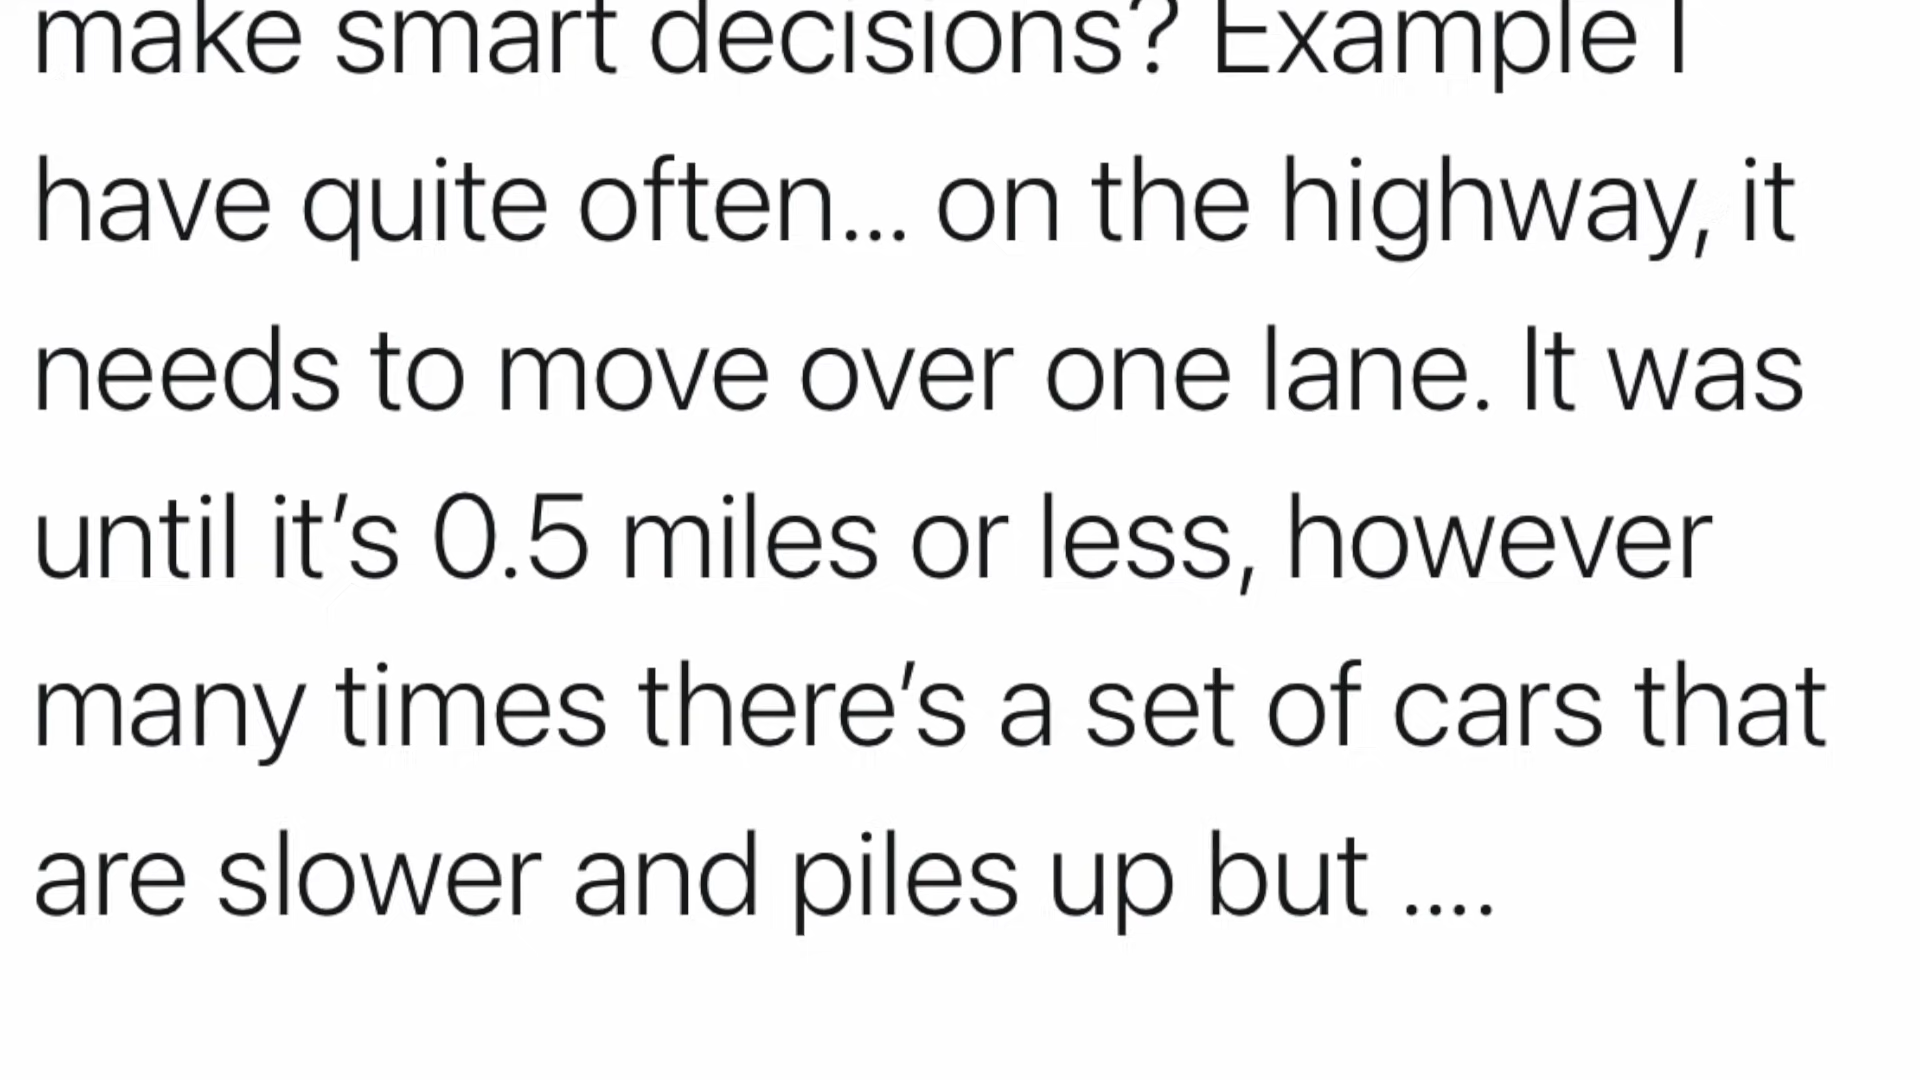 make smart decisions? Example I
have quite often... on the highway, it
needs to move over one lane. It was
until it’s 0.5 miles or less, however
many times there’s a set of cars that
are slower and piles up but ....